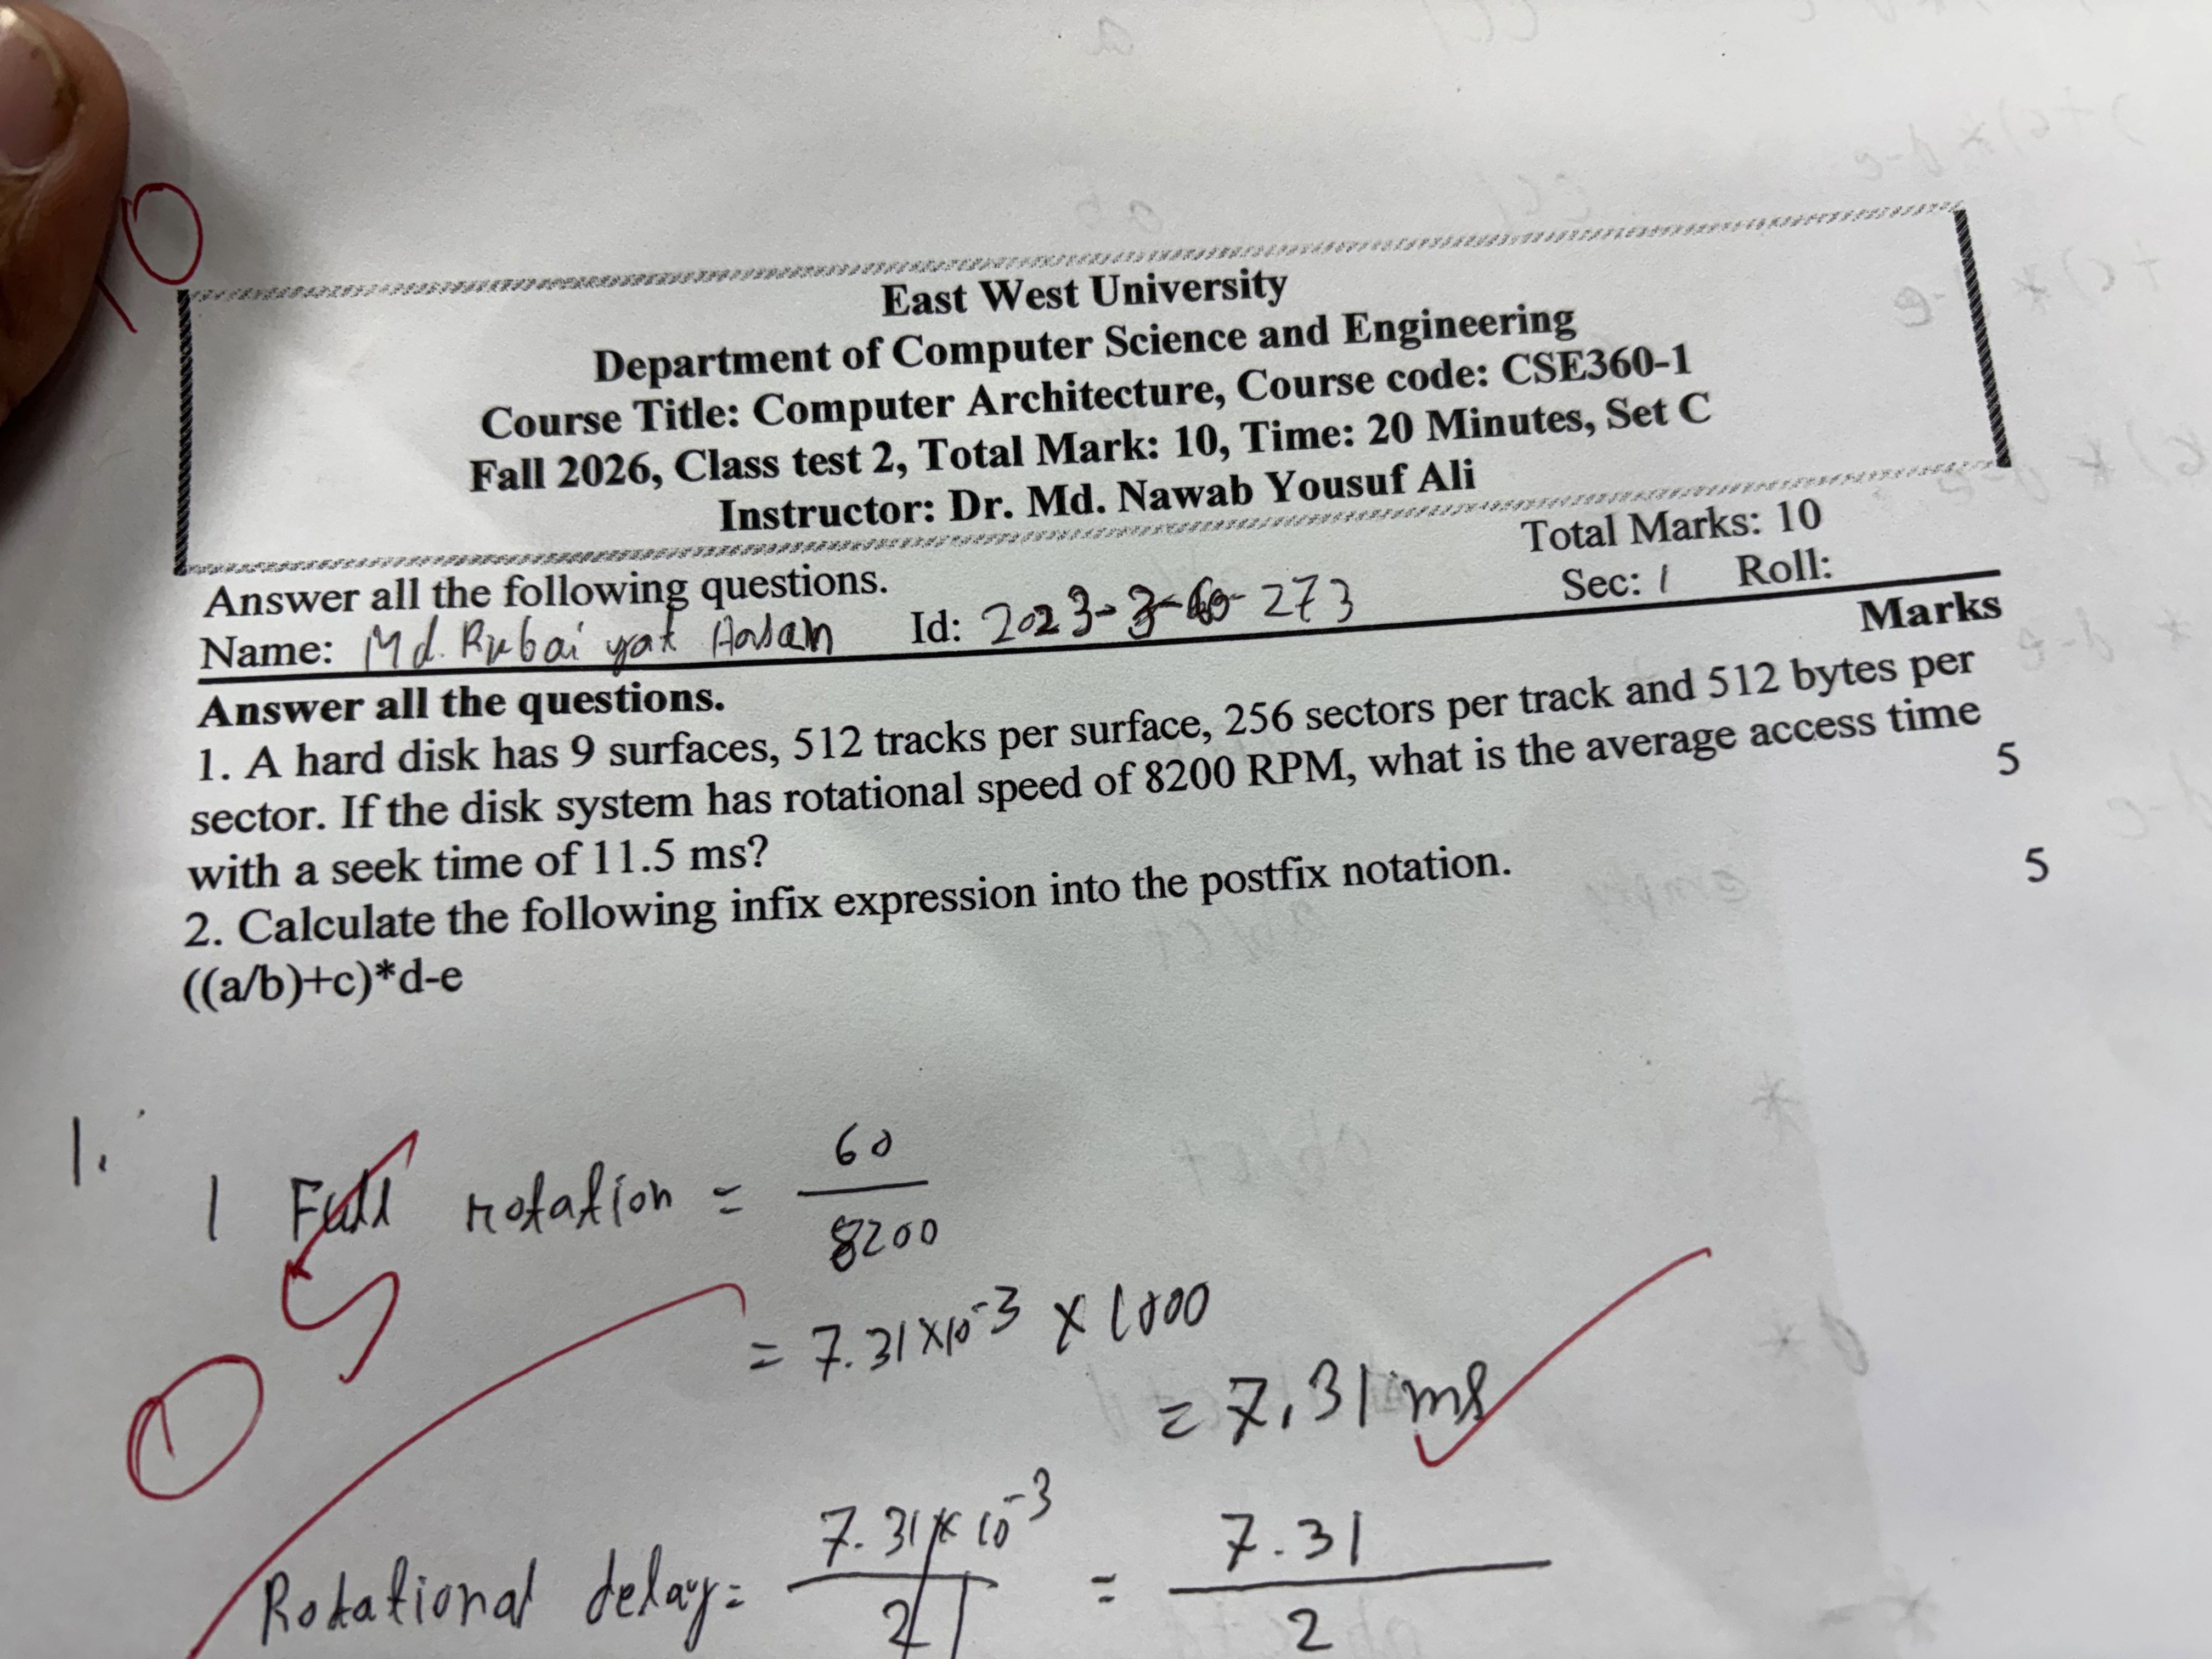 10
East West University
Department of Computer Science and Engineering
Course Title: Computer Architecture, Course code: CSE360-1
Fall 2026, Class test 2, Total Mark: 10, Time: 20 Minutes, Set C
Instructor: Dr. Md. Nawab Yousuf Ali
Answer all the following questions. Total Marks: 10
Name: Md. Rubai yat Hasan Id: 2023-3-60-273 Sec: 1 Roll:
Marks
Answer all the questions.
1. A hard disk has 9 surfaces, 512 tracks per surface, 256 sectors per track and 512 bytes per
sector. If the disk system has rotational speed of 8200 RPM, what is the average access time
with a seek time of 11.5 ms? 5
2. Calculate the following infix expression into the postfix notation. 5
((a/b)+c)*d-e
1.
1 Full rotation = 60
8200
= 7.31×10-3 × 1000
= 7.31 ms
05
Rotational delay = 7.31×10-3 / 2 = 7.31 / 2